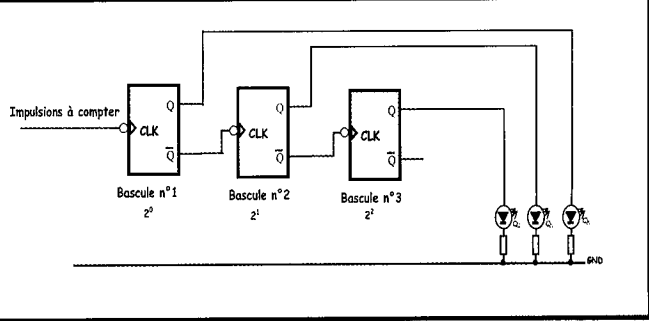 Impulsions à compter
Q
CLK
Q
Bascule n°1
2⁰
Q
CLK
Q
Bascule n°2
2¹
Q
CLK
Q
Bascule n°3
2²
GND